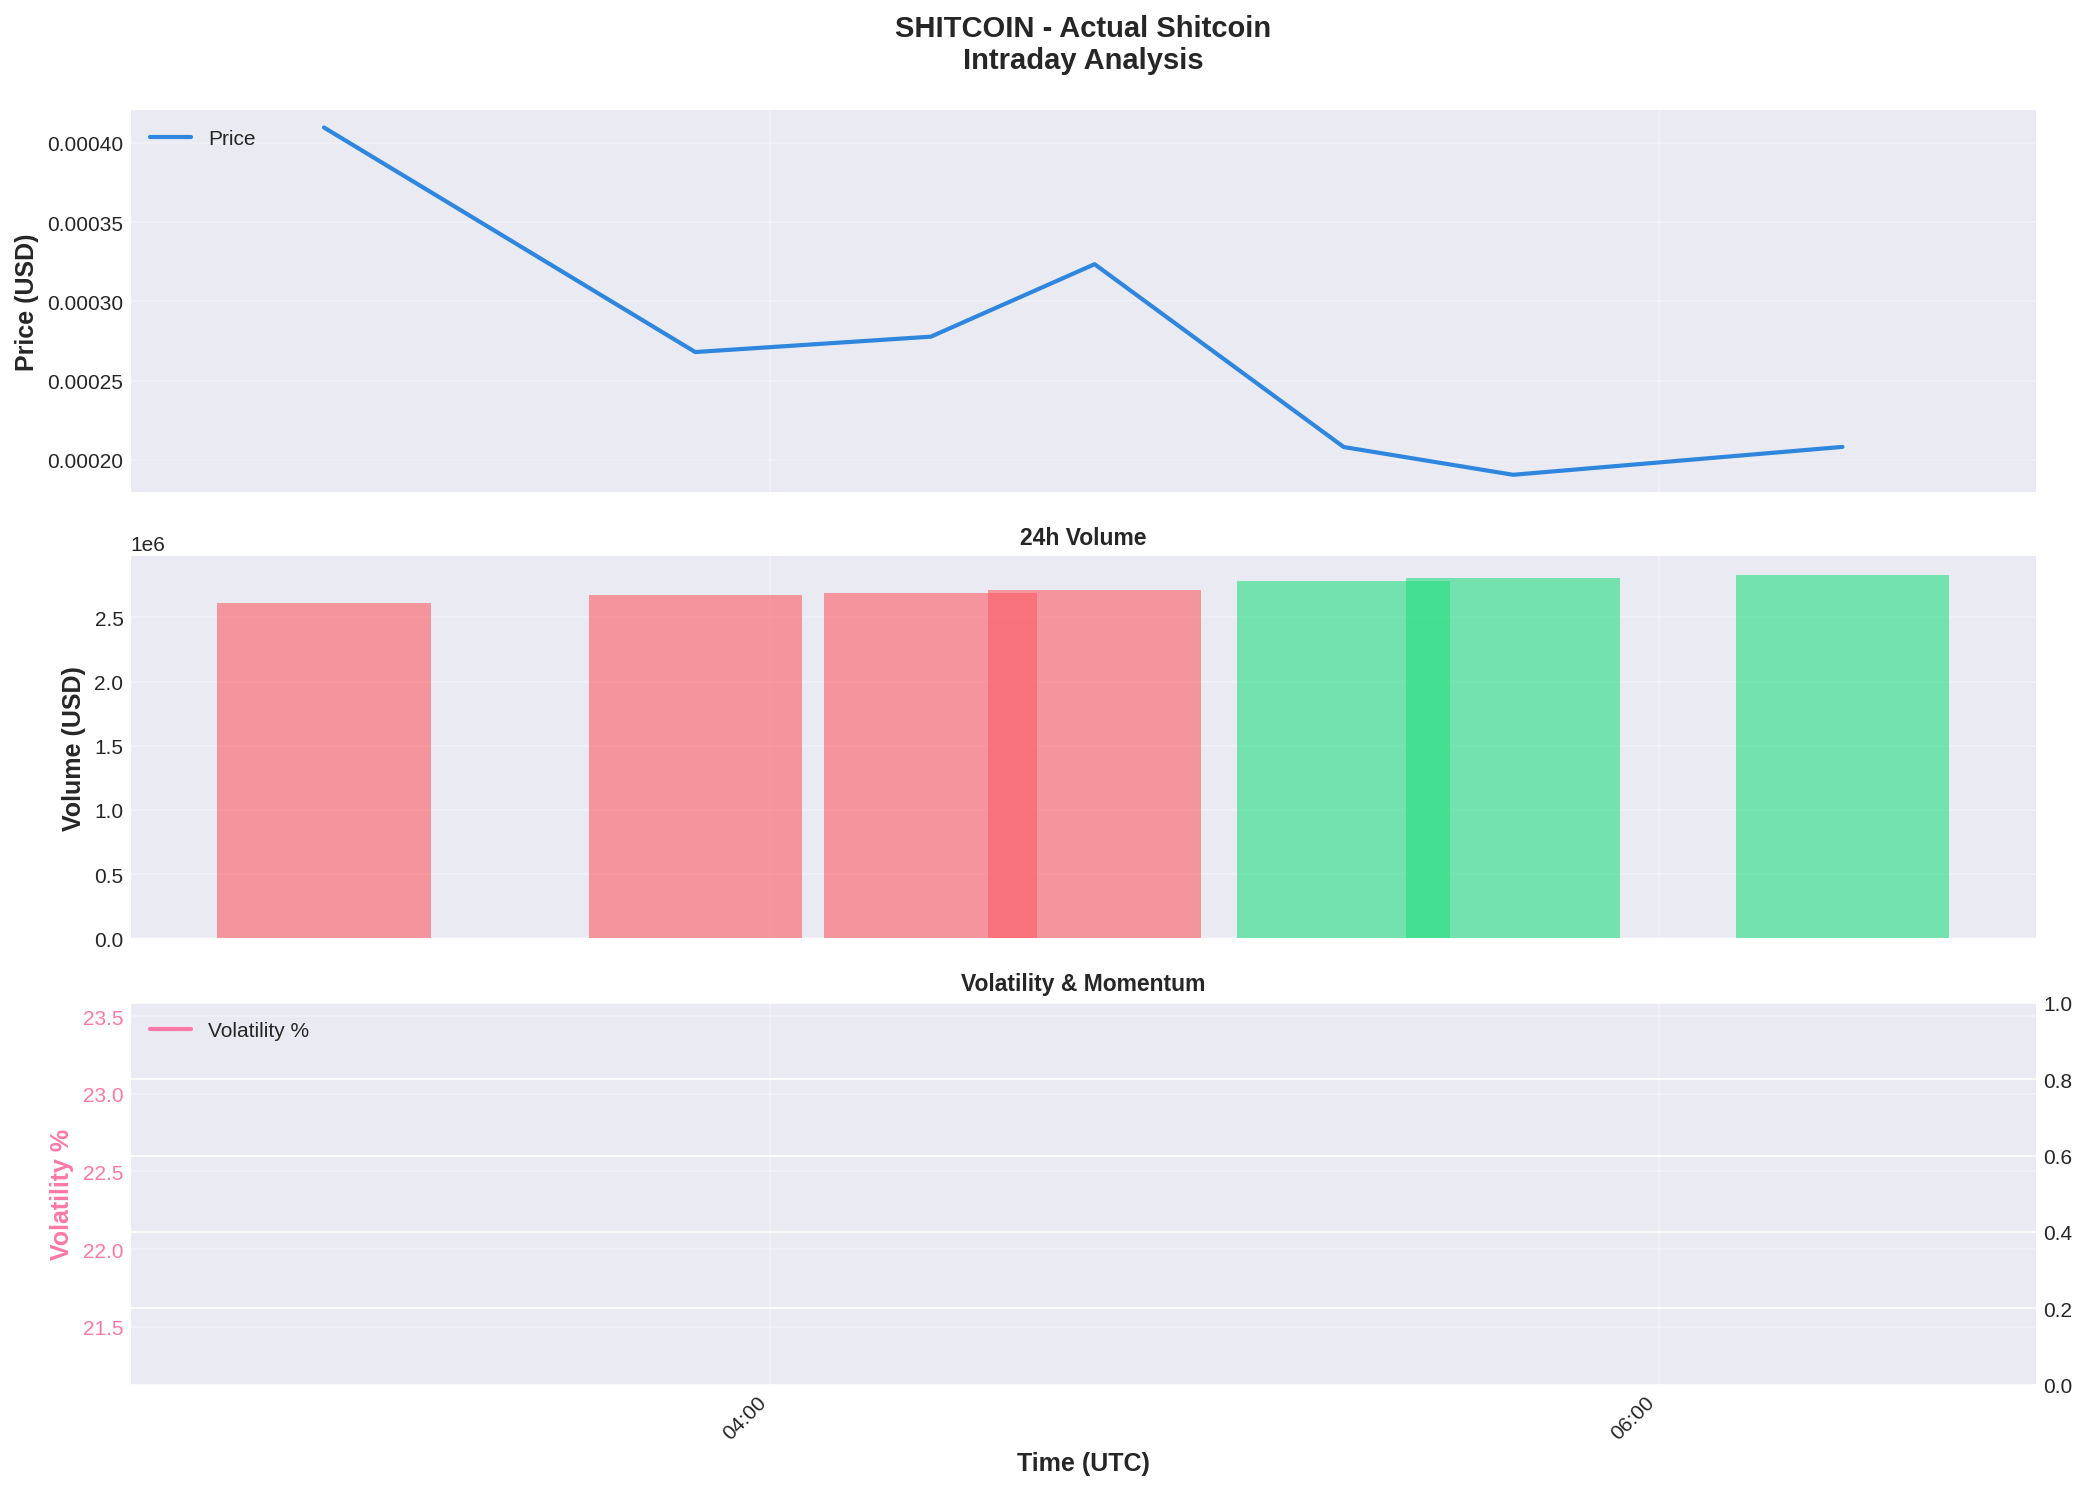 SHITCOIN - Actual Shitcoin
Intraday Analysis
Price
0.00040
0.00035
0.00030
0.00025
0.00020
Price (USD)
24h Volume
1e6
2.5
2.0
1.5
1.0
0.5
0.0
Volume (USD)
Volatility & Momentum
Volatility %
23.5
23.0
22.5
22.0
21.5
Volatility %
1.0
0.8
0.6
0.4
0.2
0.0
04:00
06:00
Time (UTC)